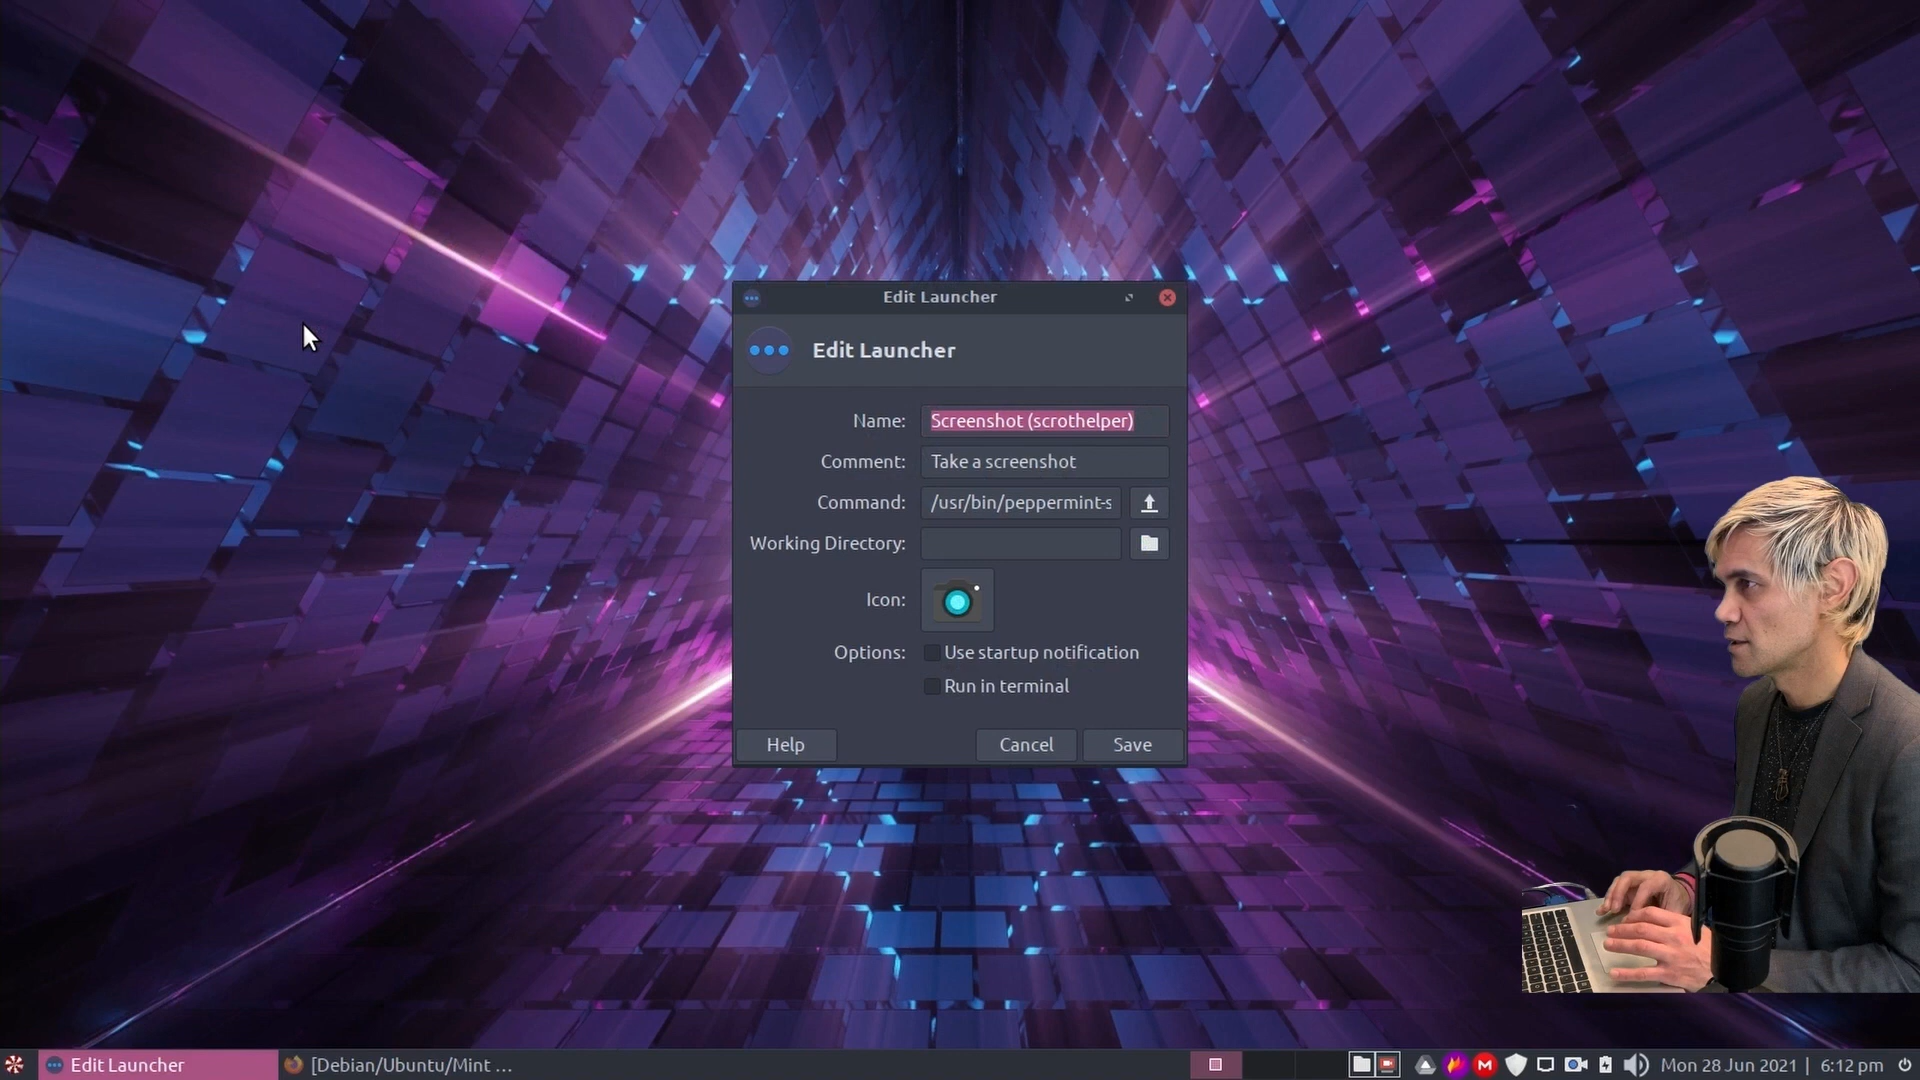 Edit Launcher
Edit Launcher
Name: Screenshot (scrothelper)
Comment: Take a screenshot
Command: /usr/bin/peppermint-s
Working Directory:
Icon:
Options: Use startup notification
Run in terminal
Help Cancel Save
Edit Launcher [Debian/Ubuntu/Mint ... M Mon 28 Jun 2021 | 6:12 pm